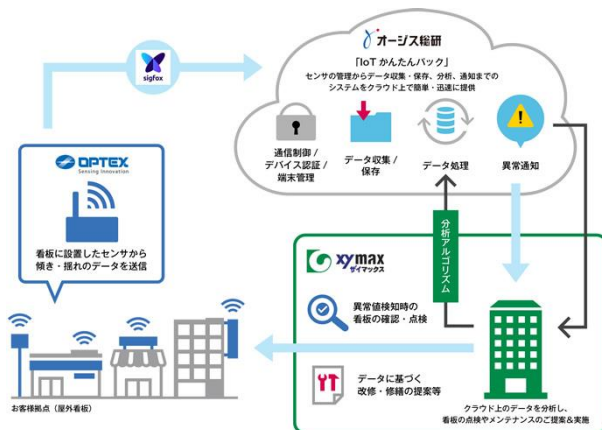 sigfox
オージス総研
「IoT かんたんパック」
センサの管理からデータ収集・保存、分析、通知までの
システムをクラウド上で簡単・迅速に提供
通信制御 /
デバイス認証 /
端末管理
データ収集 /
保存
データ処理
異常通知
OPTEX
Sensing Innovation
看板に設置したセンサから
傾き・揺れのデータを送信
分析アルゴリズム
xymax
ザイマックス
異常値検知時の
看板の確認・点検
データに基づく
改修・修繕の提案等
クラウド上のデータを分析し、
看板の点検やメンテナンスのご提案&実施
お客様拠点（屋外看板）